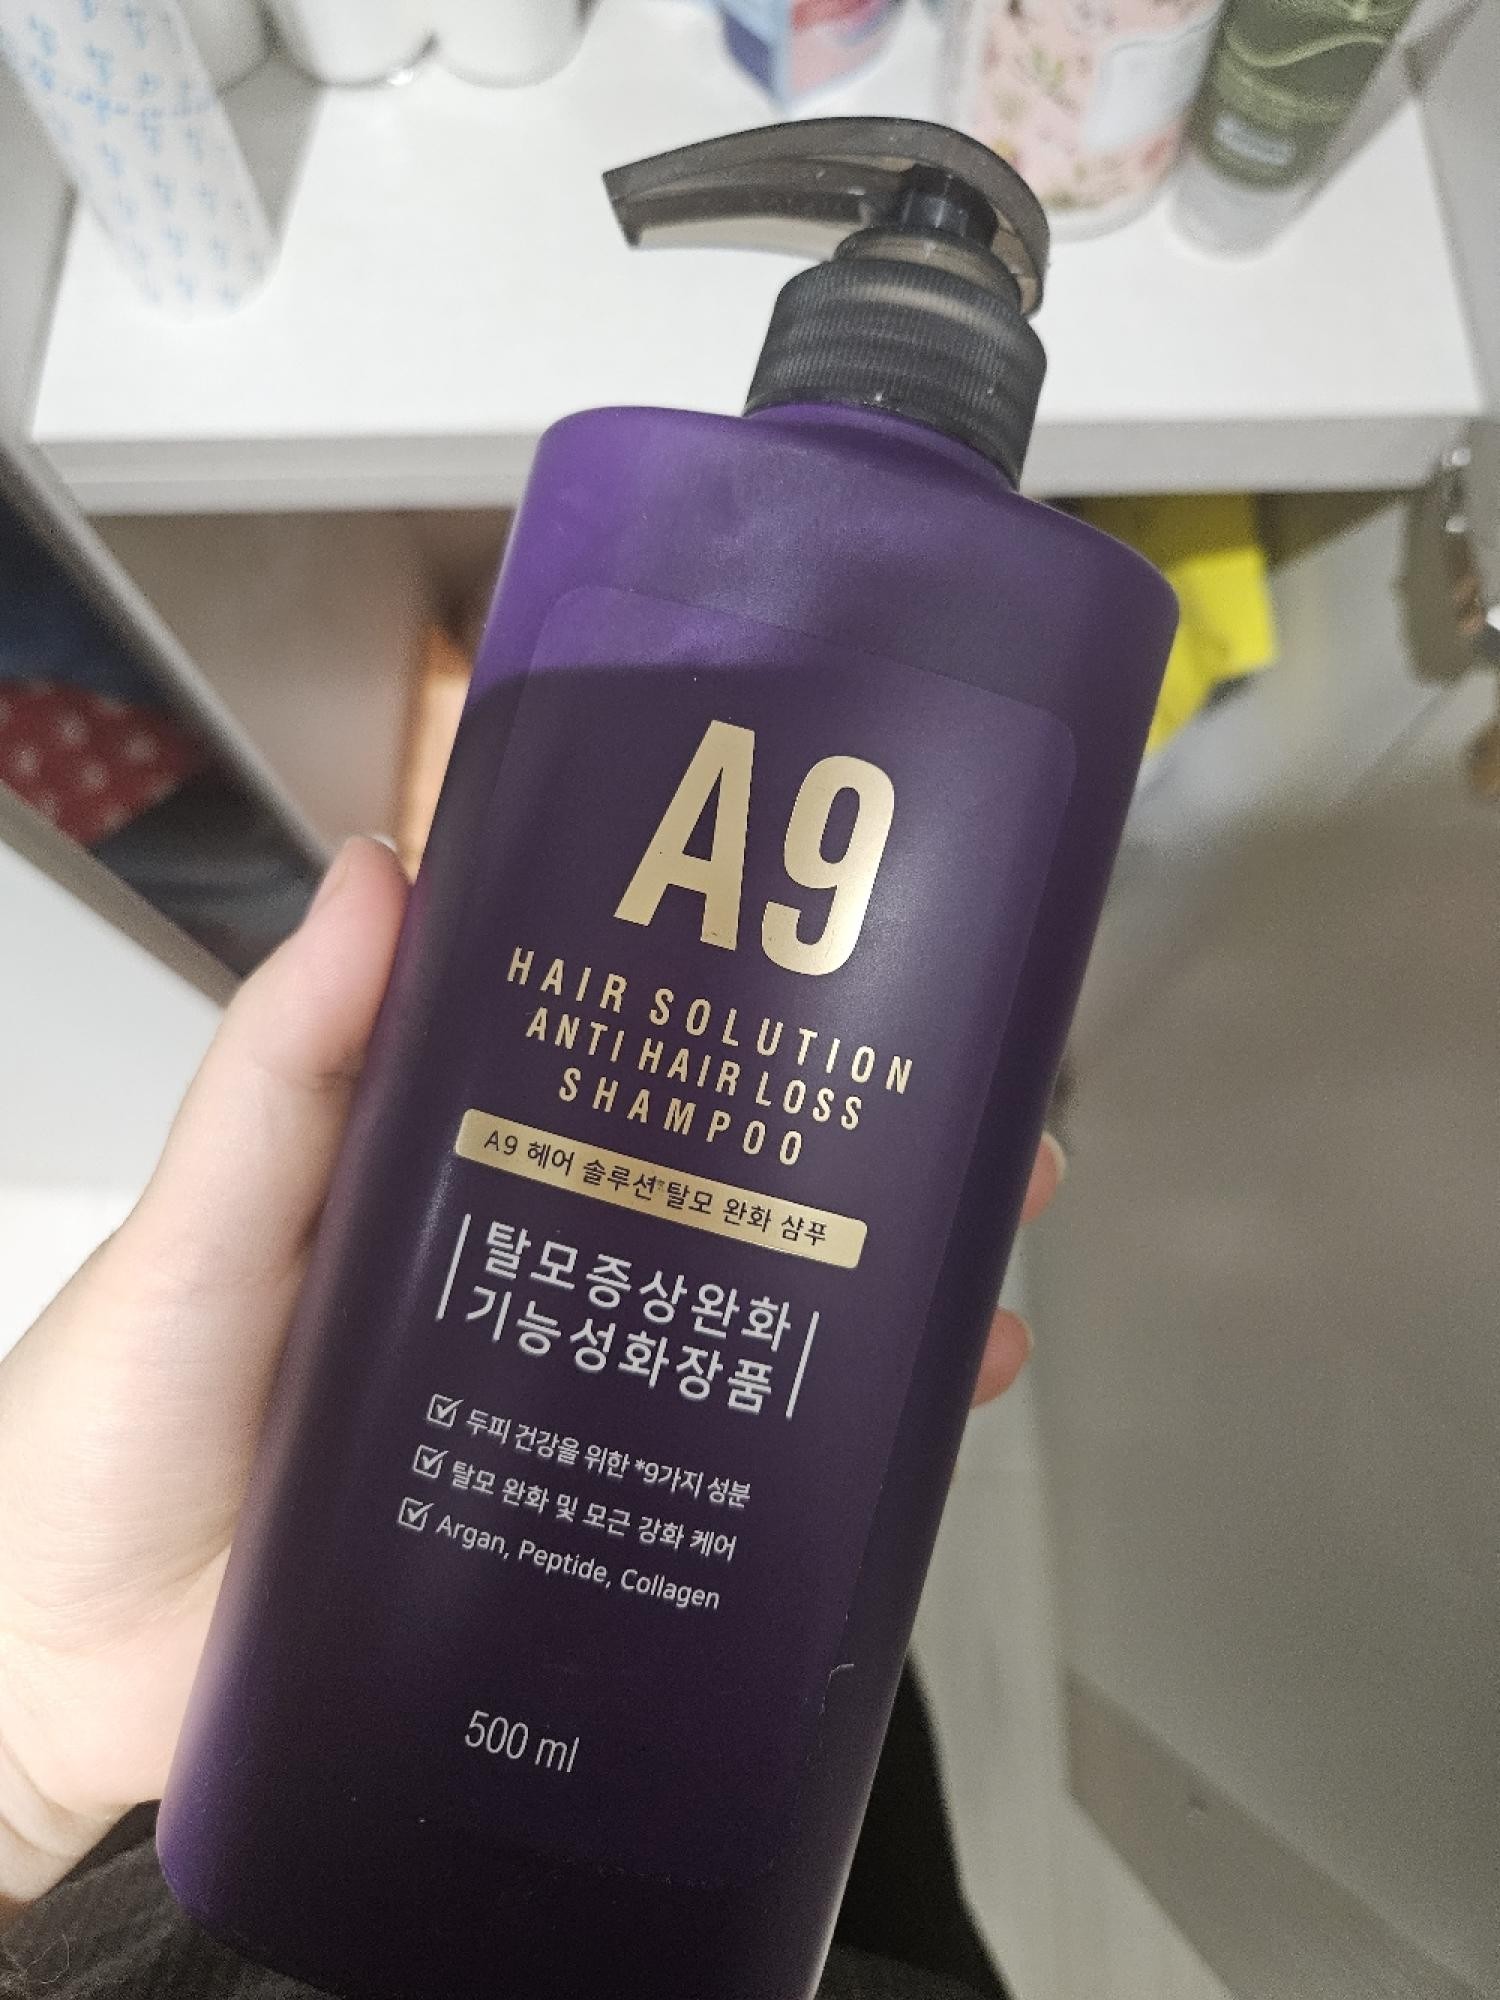 A9
HAIR SOLUTION
ANTI HAIR LOSS
SHAMPOO
A9 헤어 솔루션 탈모 완화 샴푸
탈모증상완화
기능성화장품
두피 건강을 위한 *9가지 성분
탈모 완화 및 모근 강화 케어
Argan, Peptide, Collagen
500 ml